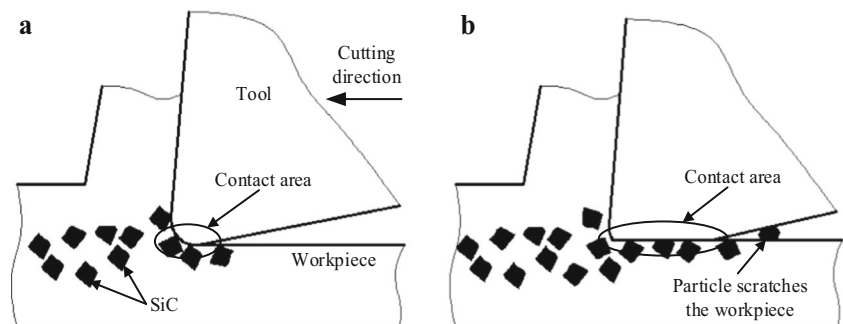 a
Cutting
direction
Tool
Contact area
Workpiece
SiC
b
Contact area
Particle scratches
the workpiece